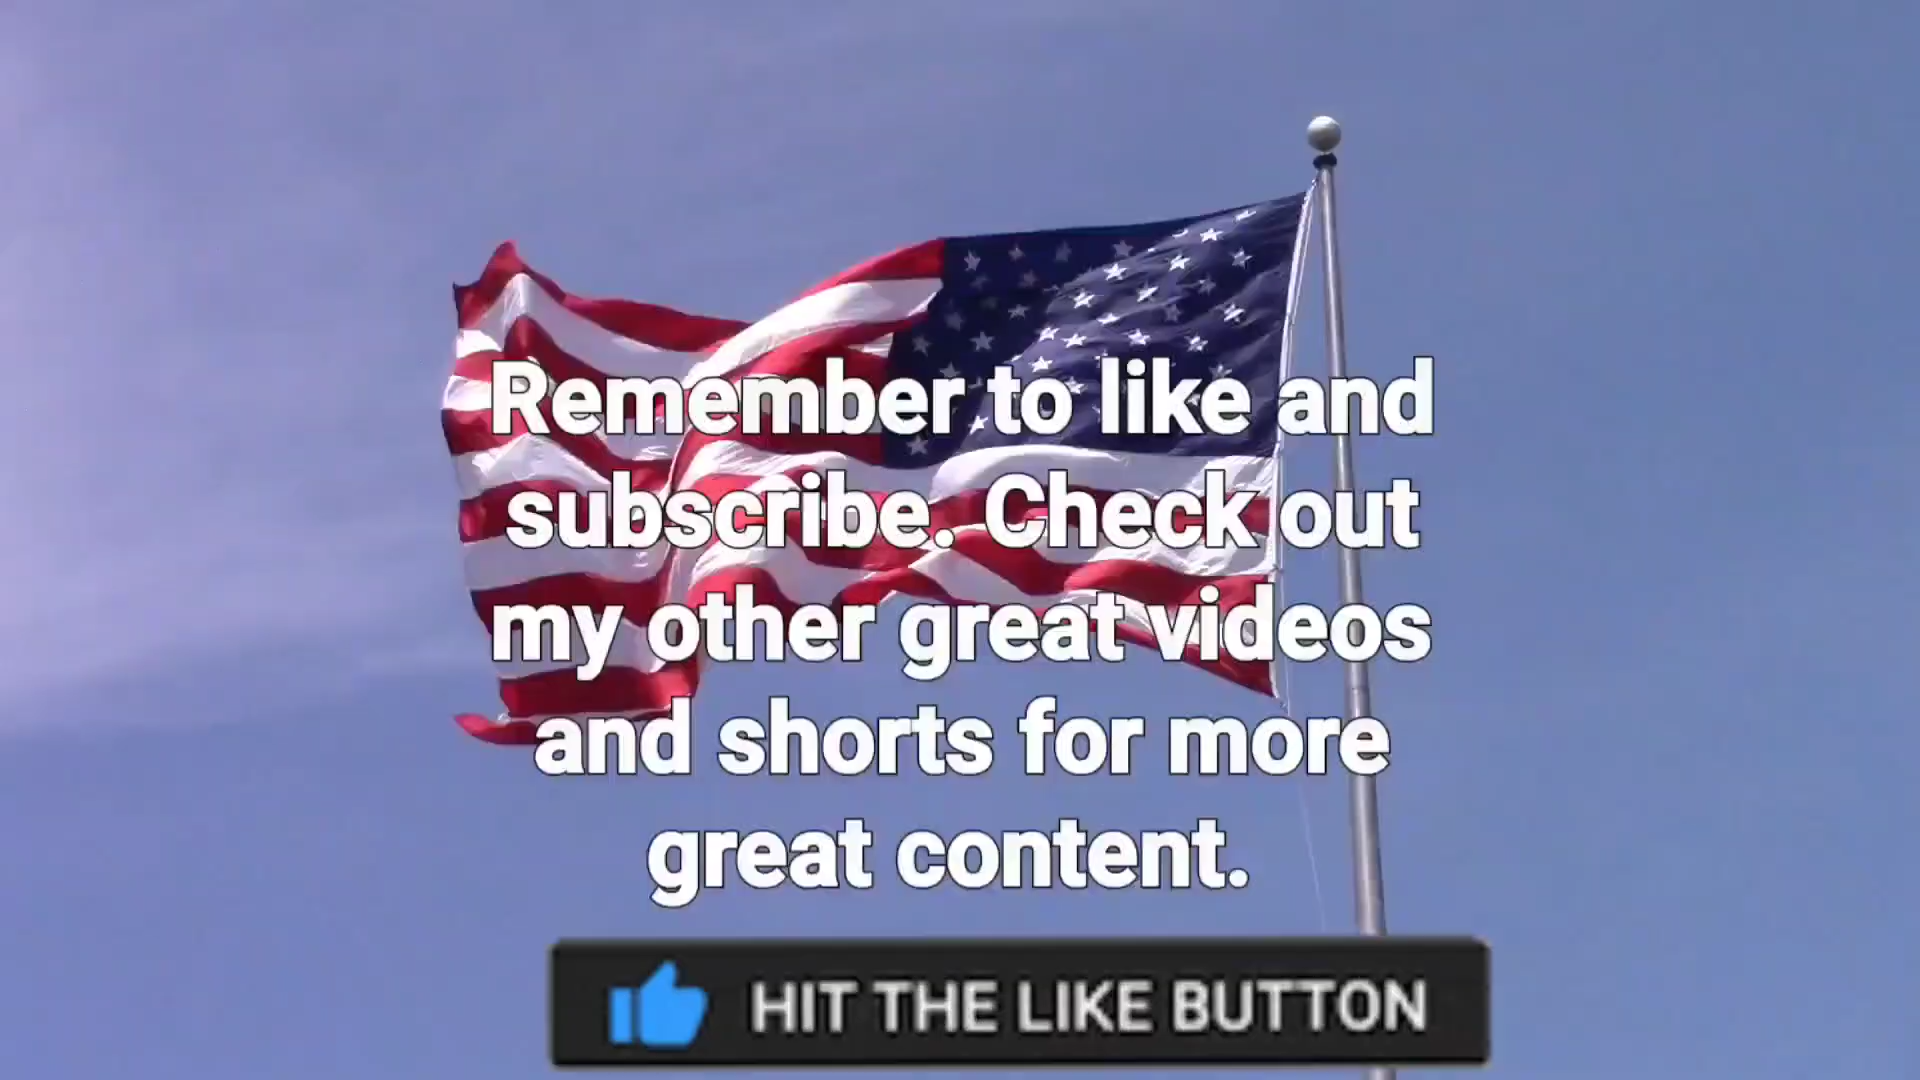 Remember to like and
subscribe. Check out
my other great videos
and shorts for more
great content.
HIT THE LIKE BUTTON